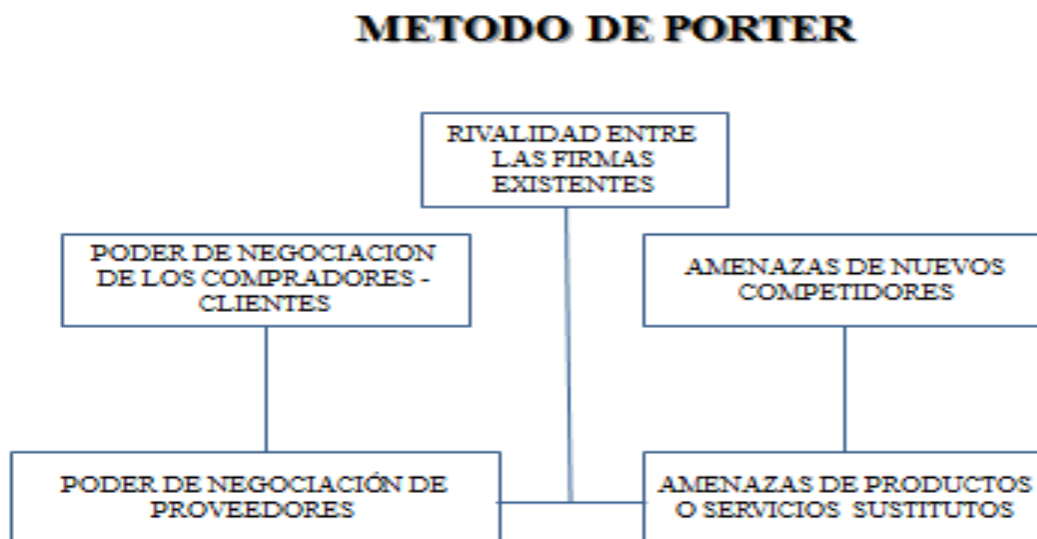 METODO DE PORTER
RIVALIDAD ENTRE
LAS FIRMAS
EXISTENTES
PODER DE NEGOCIACION
DE LOS COMPRADORES -
CLIENTES
AMENAZAS DE NUEVOS
COMPETIDORES
PODER DE NEGOCIACIÓN DE
PROVEEDORES
AMENAZAS DE PRODUCTOS
O SERVICIOS SUSTITUTOS